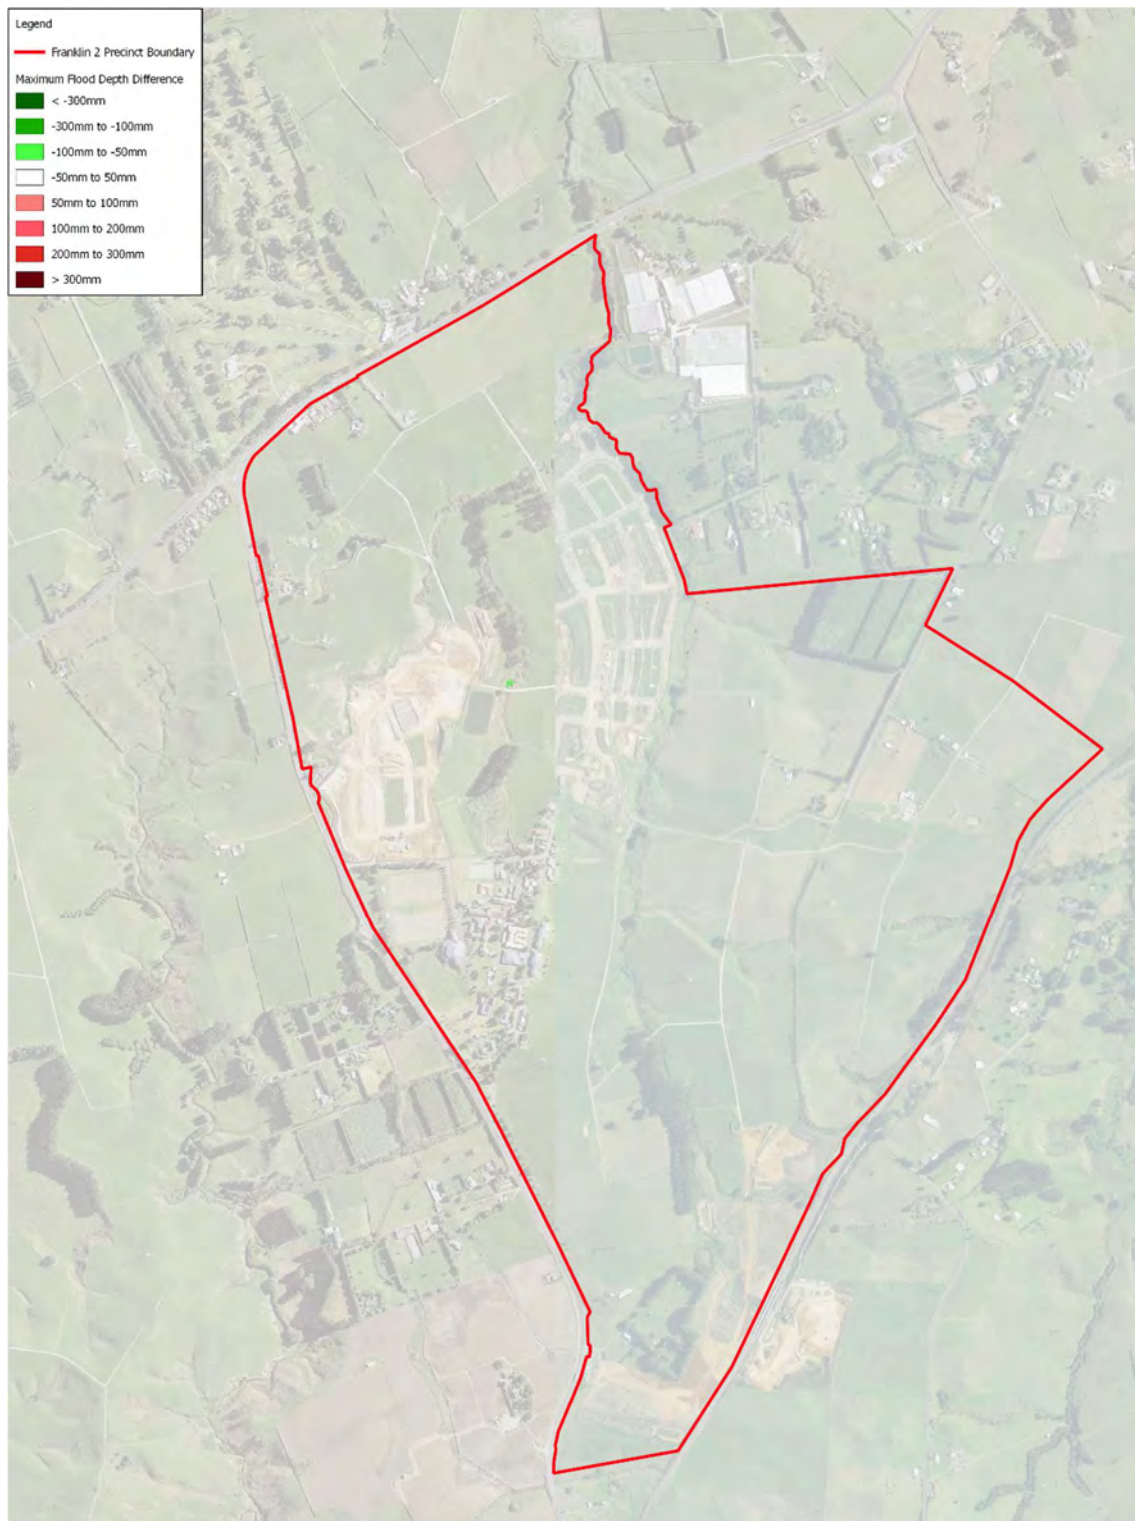 Legend
Franklin 2 Precinct Boundary
Maximum Flood Depth Difference
< -300mm
-300mm to -100mm
-100mm to -50mm
-50mm to 50mm
50mm to 100mm
100mm to 200mm
200mm to 300mm
> 300mm